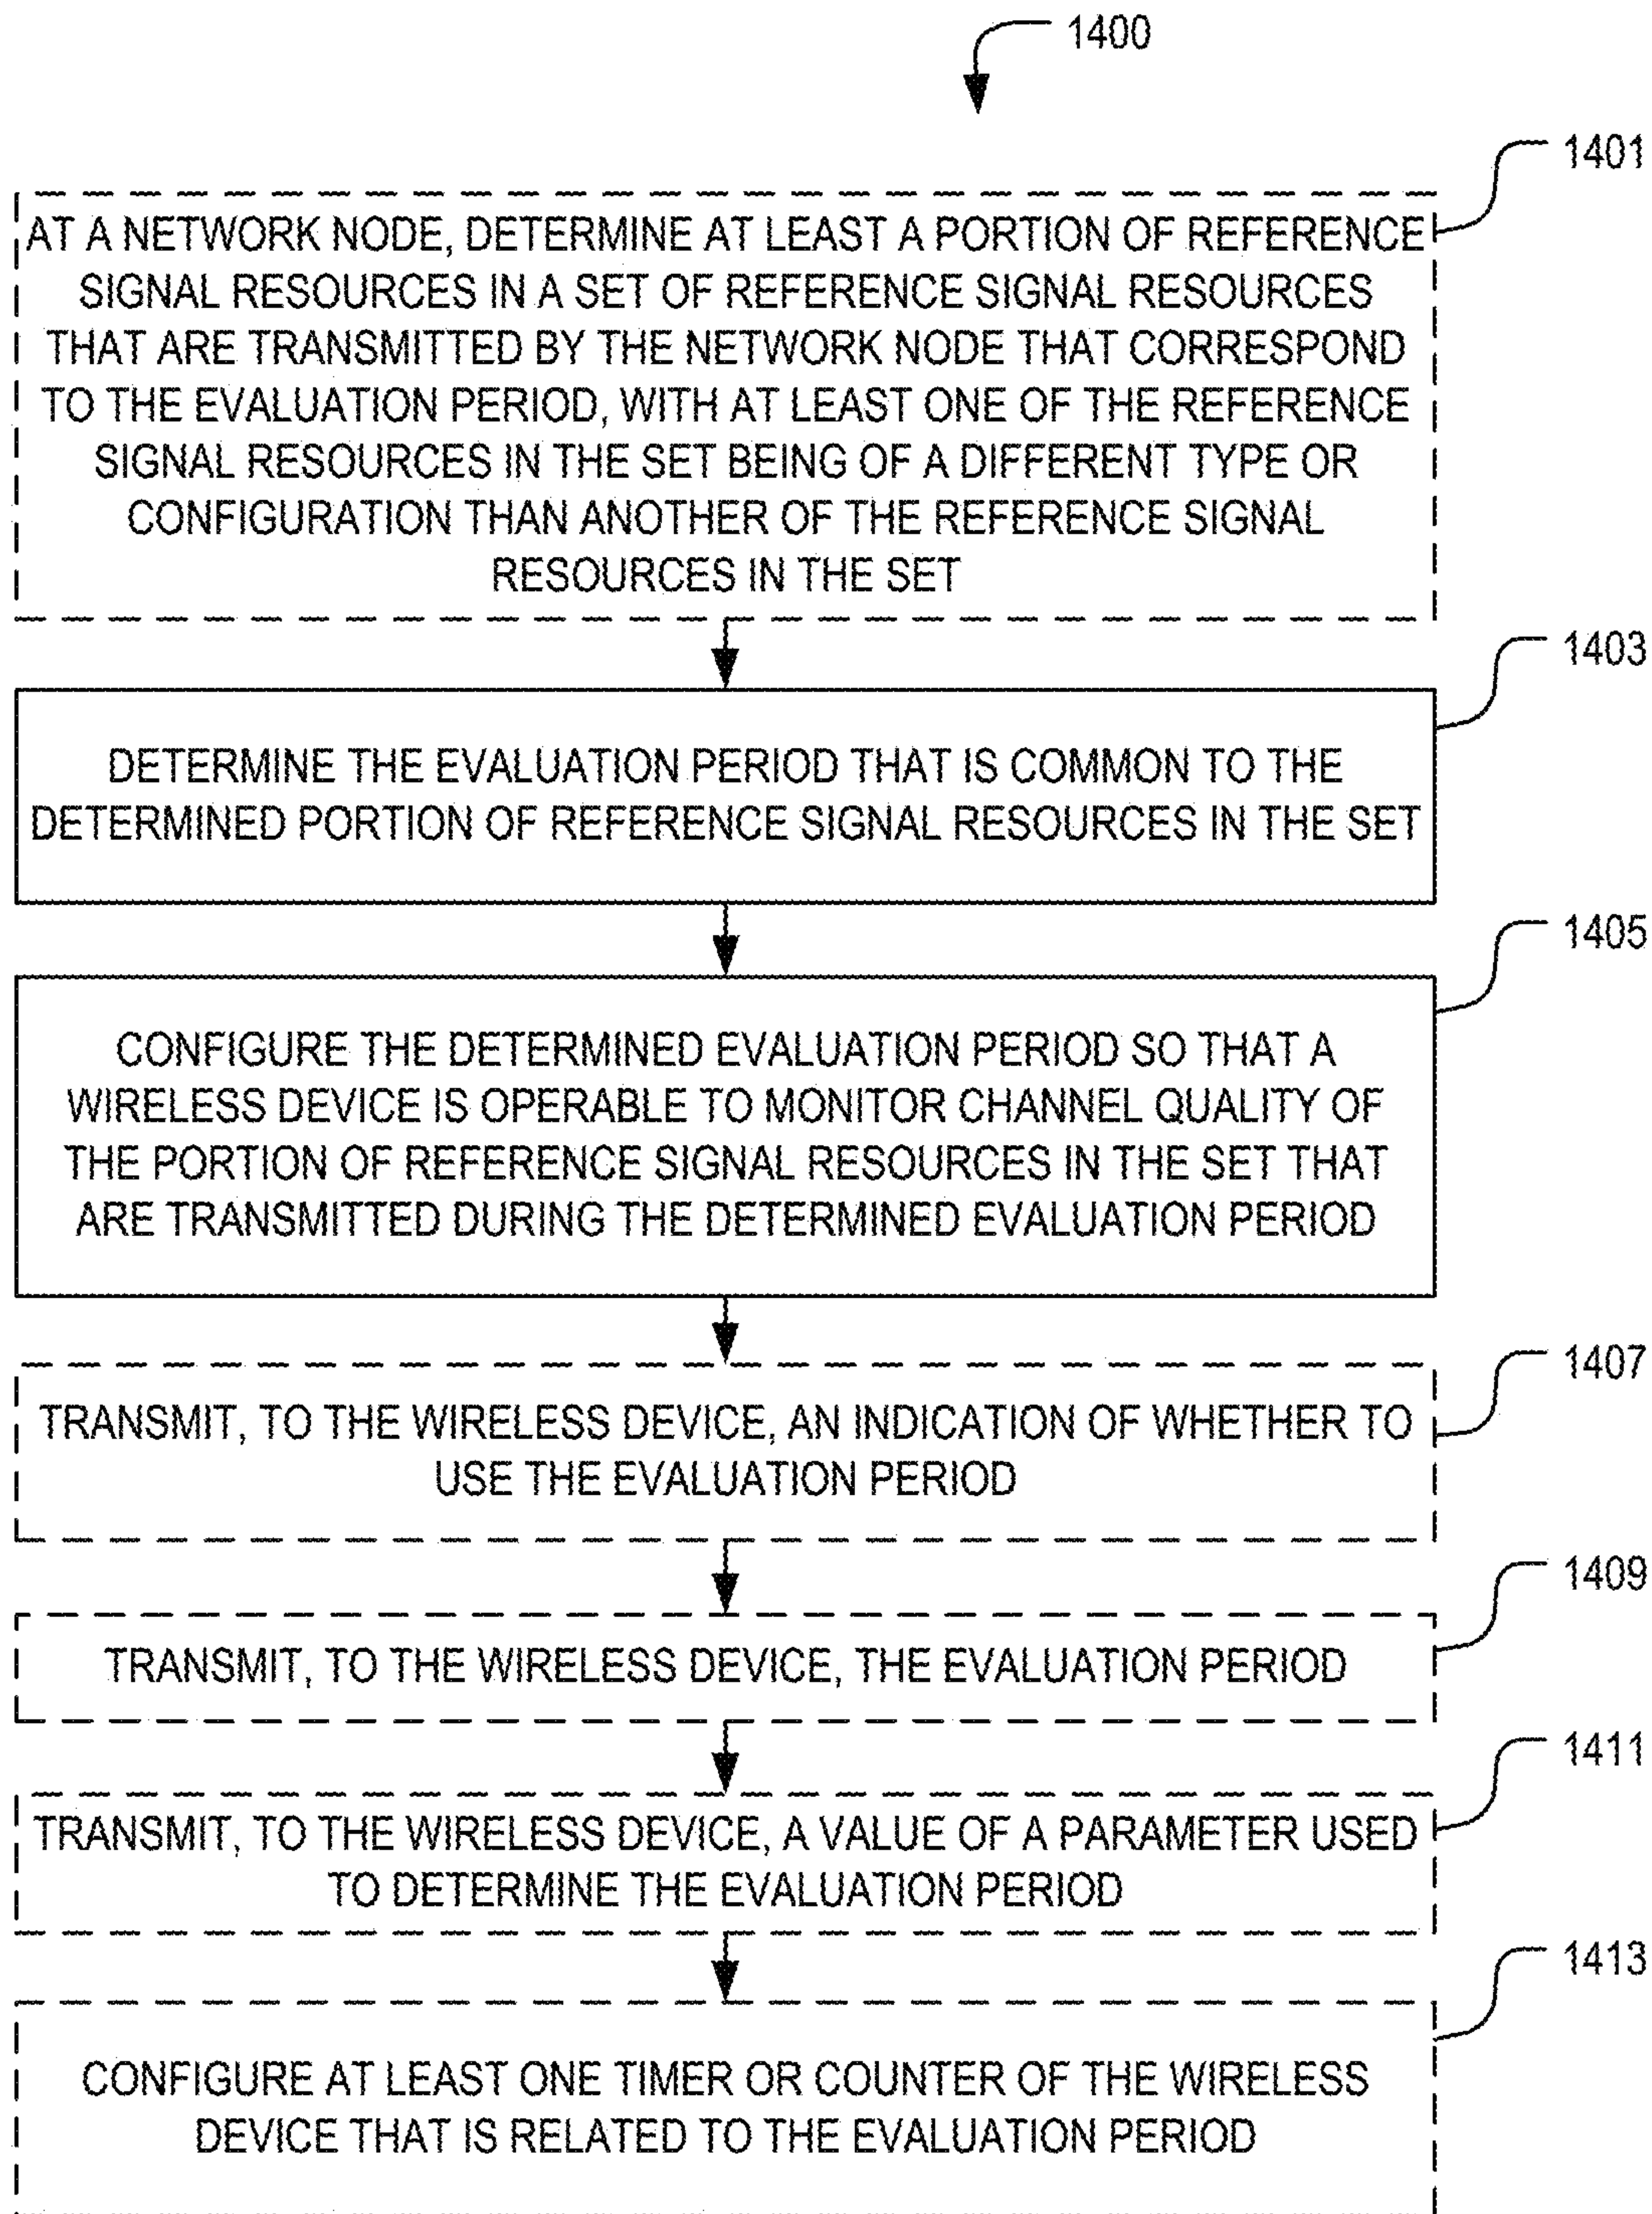 1400
1401
AT A NETWORK NODE, DETERMINE AT LEAST A PORTION OF REFERENCE
SIGNAL RESOURCES IN A SET OF REFERENCE SIGNAL RESOURCES
THAT ARE TRANSMITTED BY THE NETWORK NODE THAT CORRESPOND
TO THE EVALUATION PERIOD, WITH AT LEAST ONE OF THE REFERENCE
SIGNAL RESOURCES IN THE SET BEING OF A DIFFERENT TYPE OR
CONFIGURATION THAN ANOTHER OF THE REFERENCE SIGNAL
RESOURCES IN THE SET
1403
DETERMINE THE EVALUATION PERIOD THAT IS COMMON TO THE
DETERMINED PORTION OF REFERENCE SIGNAL RESOURCES IN THE SET
1405
CONFIGURE THE DETERMINED EVALUATION PERIOD SO THAT A
WIRELESS DEVICE IS OPERABLE TO MONITOR CHANNEL QUALITY OF
THE PORTION OF REFERENCE SIGNAL RESOURCES IN THE SET THAT
ARE TRANSMITTED DURING THE DETERMINED EVALUATION PERIOD
1407
TRANSMIT, TO THE WIRELESS DEVICE, AN INDICATION OF WHETHER TO
USE THE EVALUATION PERIOD
1409
TRANSMIT, TO THE WIRELESS DEVICE, THE EVALUATION PERIOD
1411
TRANSMIT, TO THE WIRELESS DEVICE, A VALUE OF A PARAMETER USED
TO DETERMINE THE EVALUATION PERIOD
1413
CONFIGURE AT LEAST ONE TIMER OR COUNTER OF THE WIRELESS
DEVICE THAT IS RELATED TO THE EVALUATION PERIOD